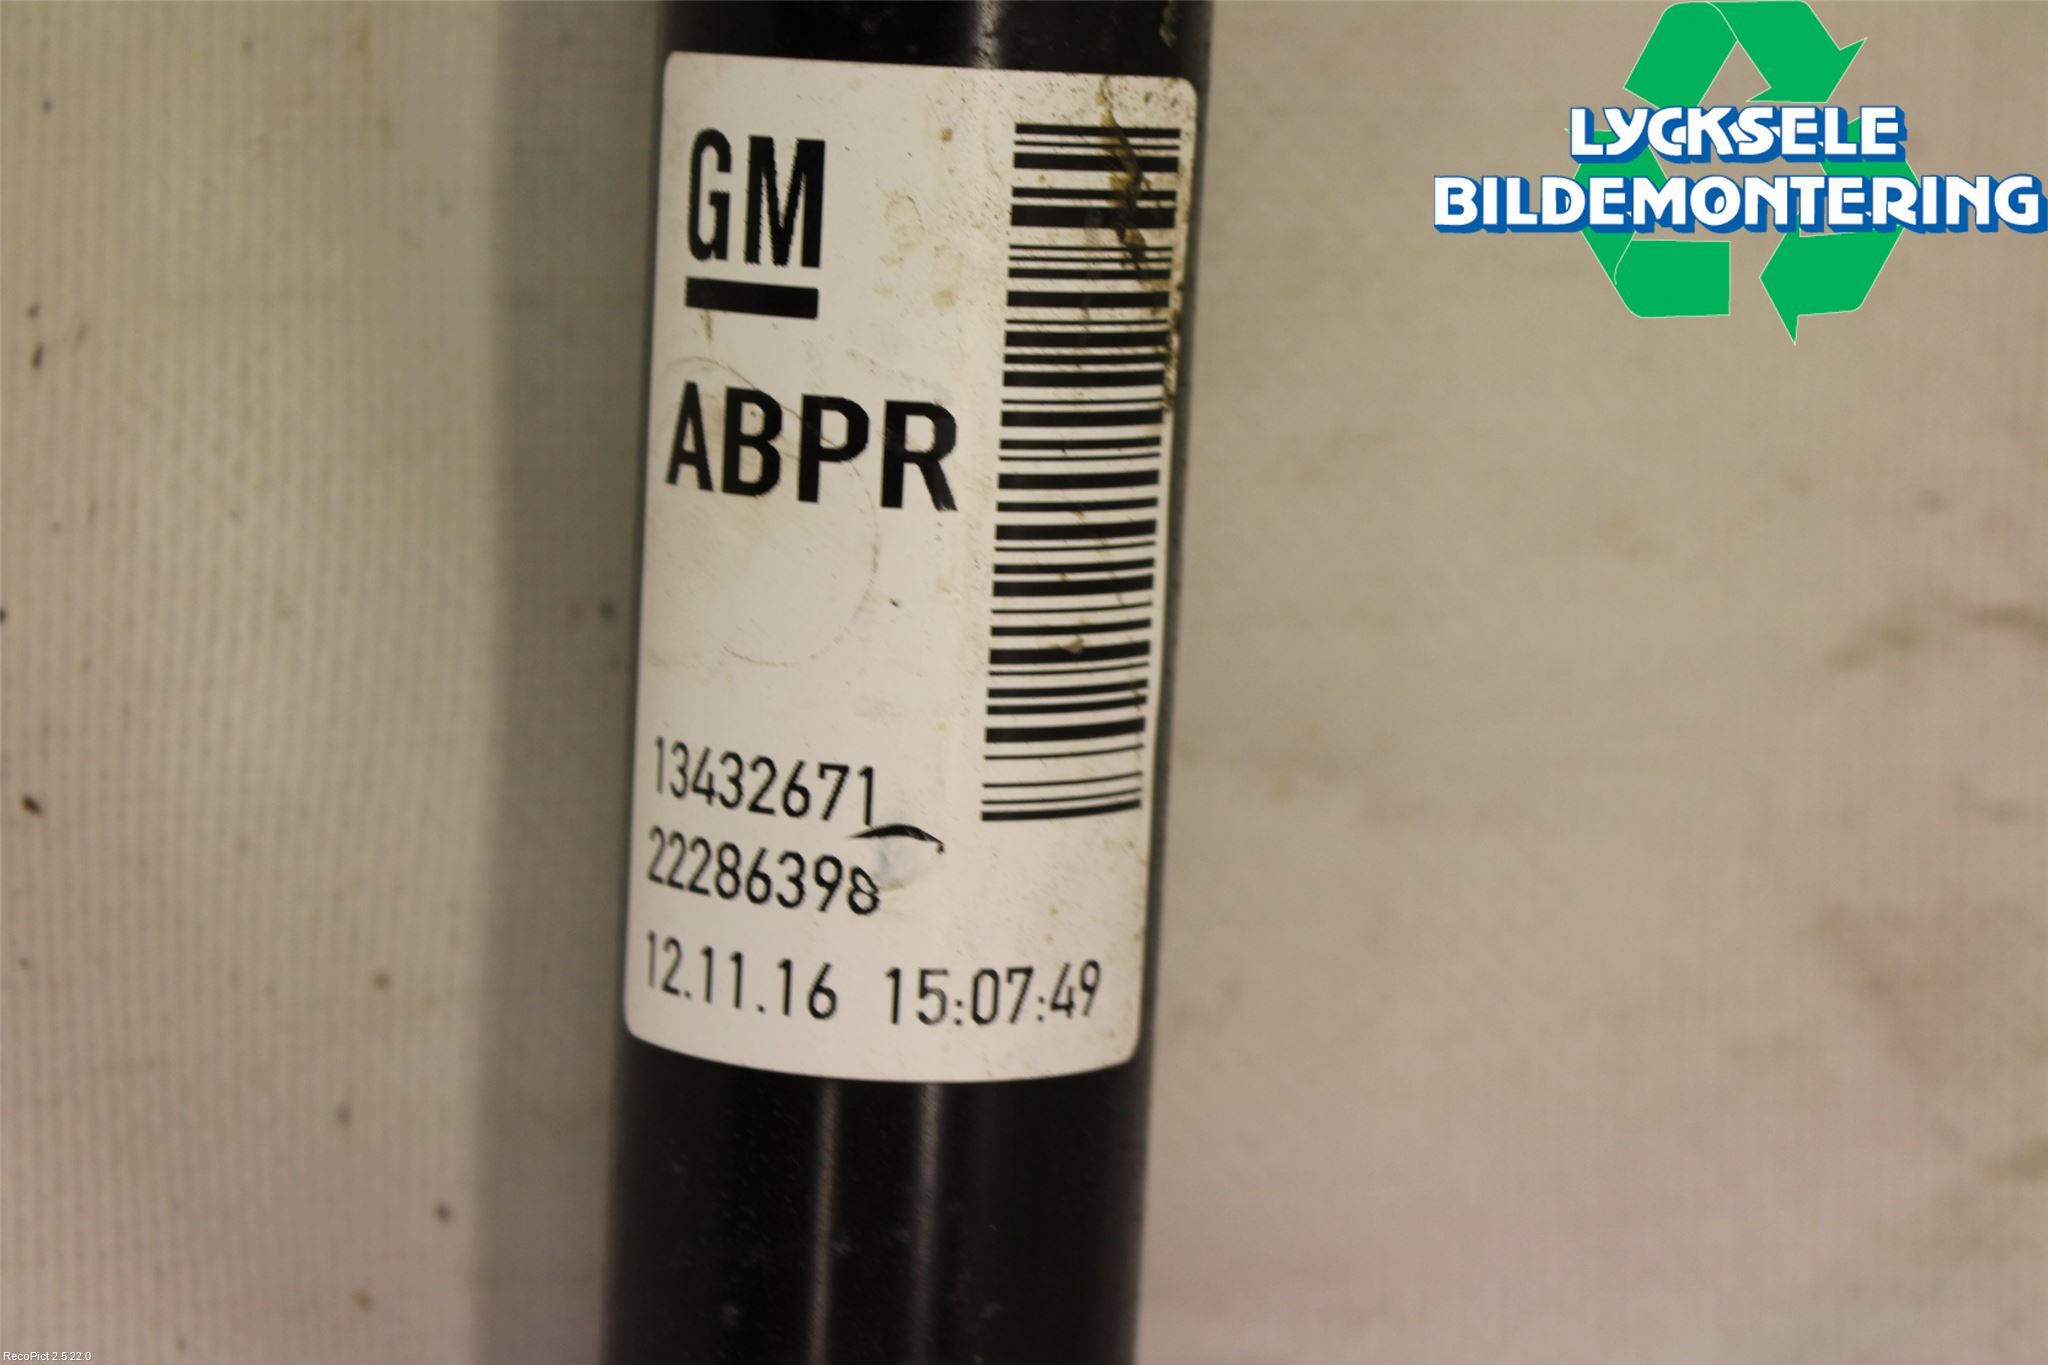 GM
ABPR
13432671
22286398
12.11.16 15:07:49
LYCKSELE
BILDEMONTERING
RecoPict 2.5.22.0